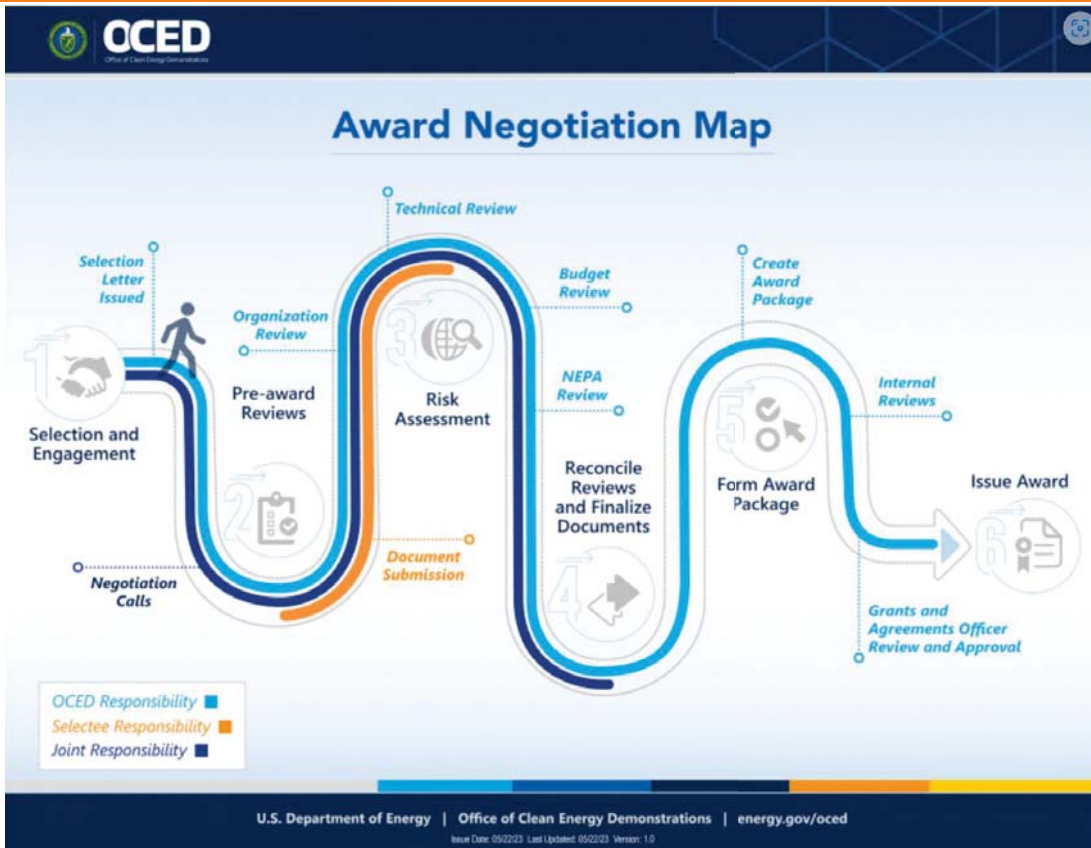 OCED
Office of Clean Energy Demonstrations
Award Negotiation Map
Technical Review
Selection
Letter
Issued
Organization
Review
Budget
Review
Create
Award
Package
1
3
Pre-award
Reviews
Risk
Assessment
NEPA
Review
Internal
Reviews
5
Selection and
Engagement
2
Reconcile
Reviews
and Finalize
Documents
Form Award
Package
Issue Award
6
Negotiation
Calls
Document
Submission
4
Grants and
Agreements Officer
Review and Approval
OCED Responsibility
Selectee Responsibility
Joint Responsibility
U.S. Department of Energy | Office of Clean Energy Demonstrations | energy.gov/oced
Issue Date: 05/22/23 Last Updated: 05/22/23 Version: 1.0